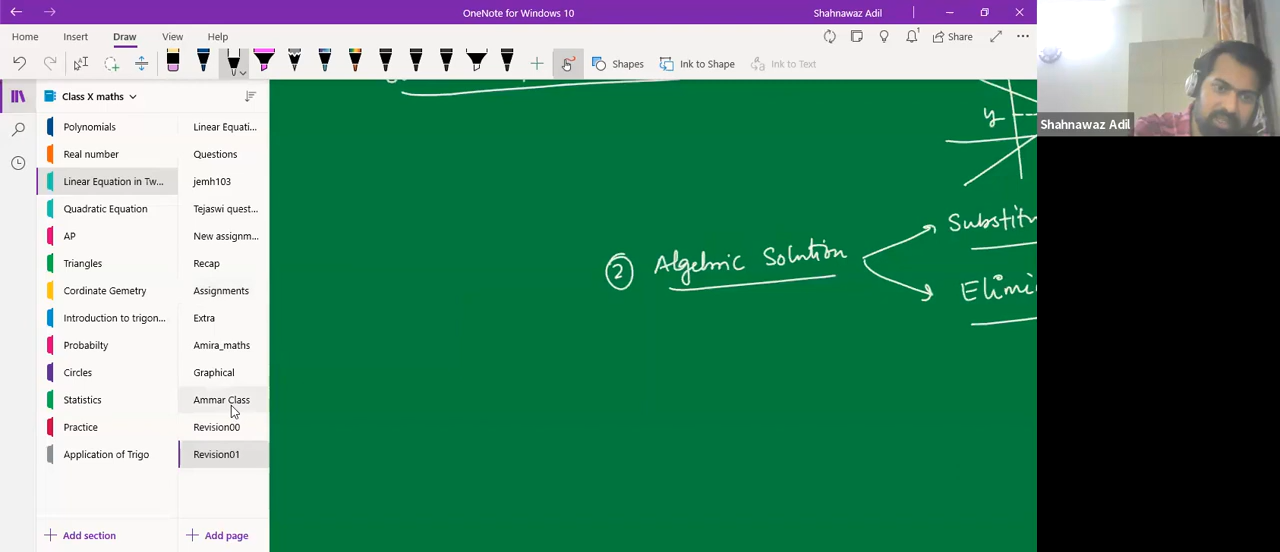 OneNote for Windows 10
Shahnawaz Adil
Home Insert Draw View Help
Share
Shapes
Ink to Shape
Ink to Text
Class X maths
Polynomials
Real number
Linear Equation in Tw...
Quadratic Equation
AP
Triangles
Cordinate Gemetry
Introduction to trigon...
Probabilty
Circles
Statistics
Practice
Application of Trigo
Add section
Linear Equati...
Questions
jemh103
Tejaswi quest...
New assignm...
Recap
Assignments
Extra
Amira_maths
Graphical
Ammar Class
Revision00
Revision01
Add page
y
② Algebric Solution
Substitu
Elimi
Shahnawaz Adil